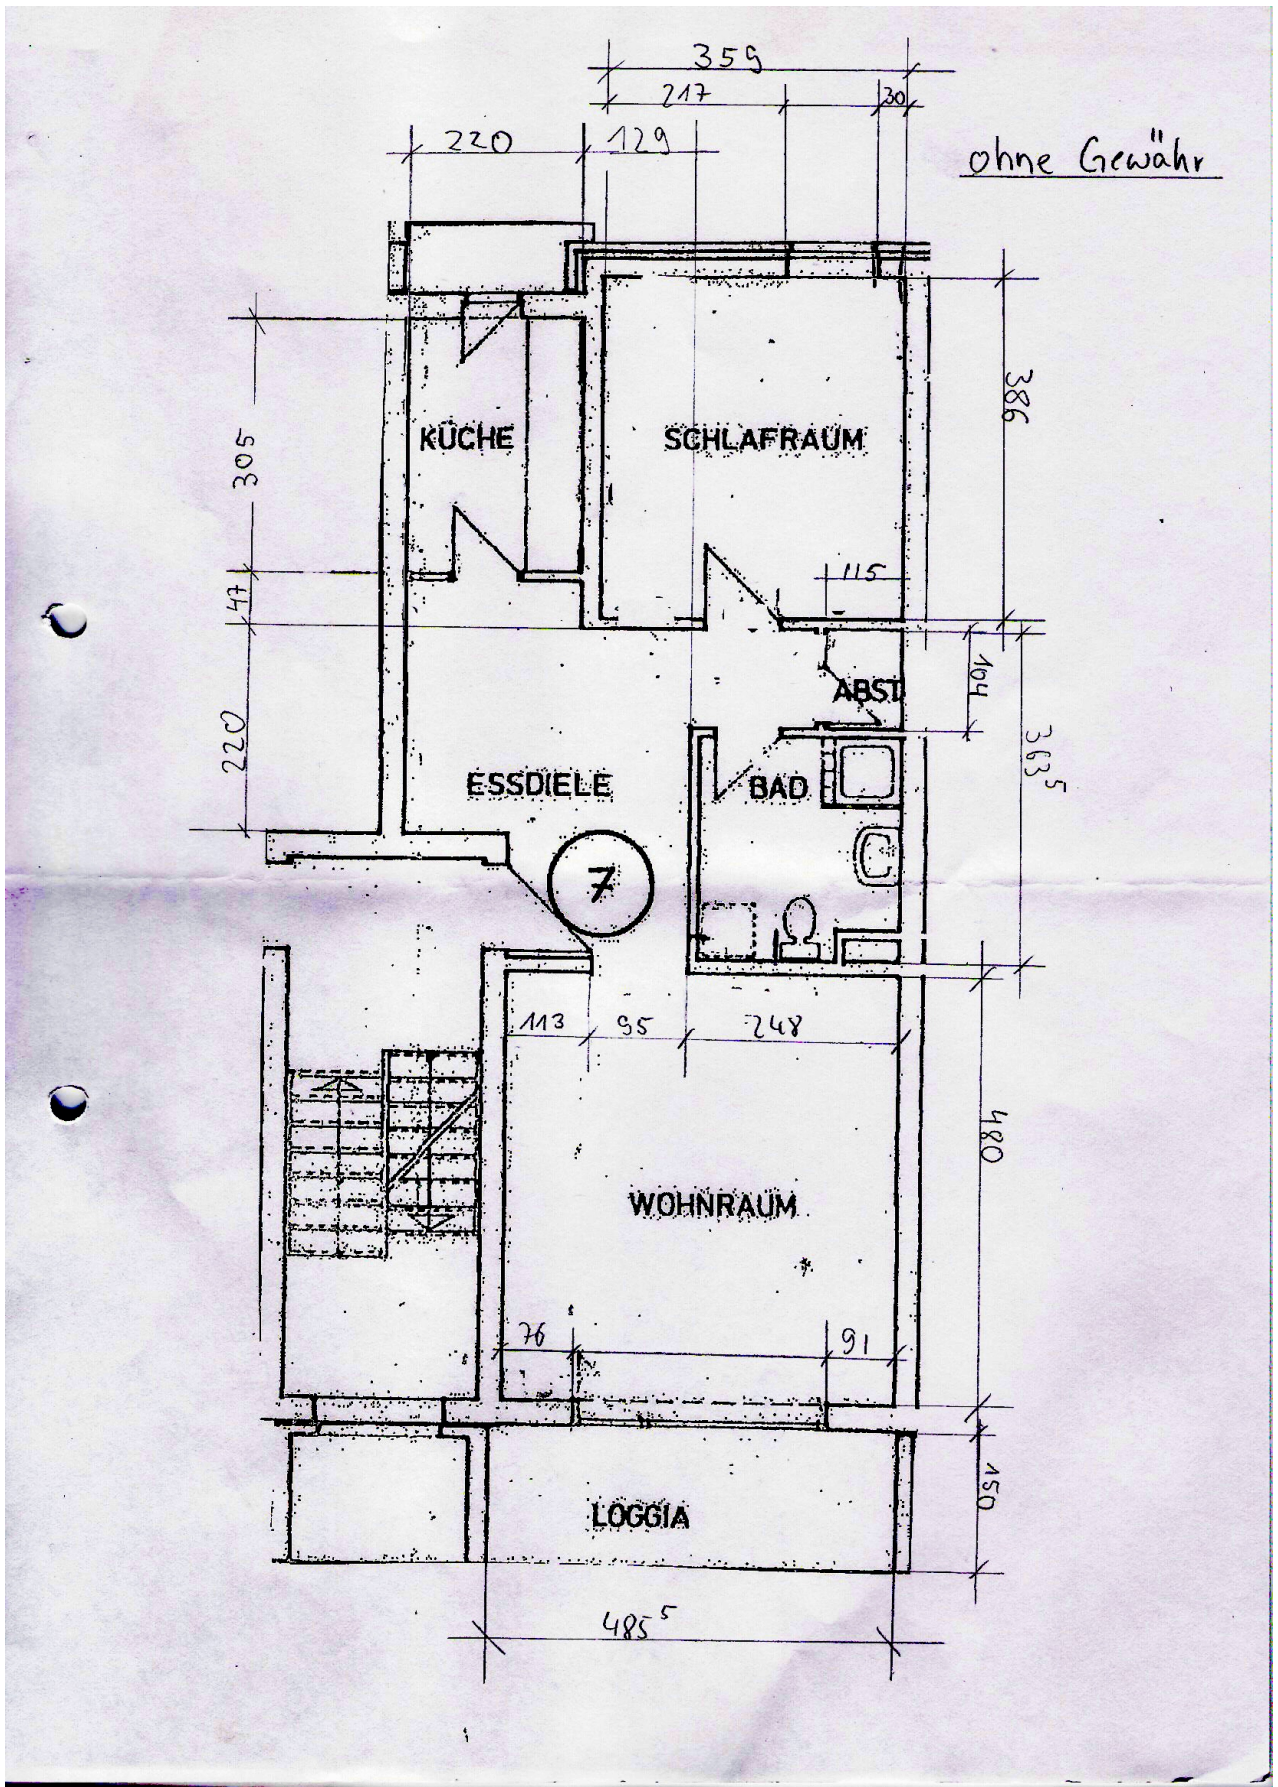 359
217
30
220
129
ohne Gewähr
386
KÜCHE
SCHLAFRAUM
305
115
47
104
ABST
220
363⁵
ESSDIELE
BAD
7
113
95
248
480
WOHNRAUM
76
91
150
LOGGIA
485⁵